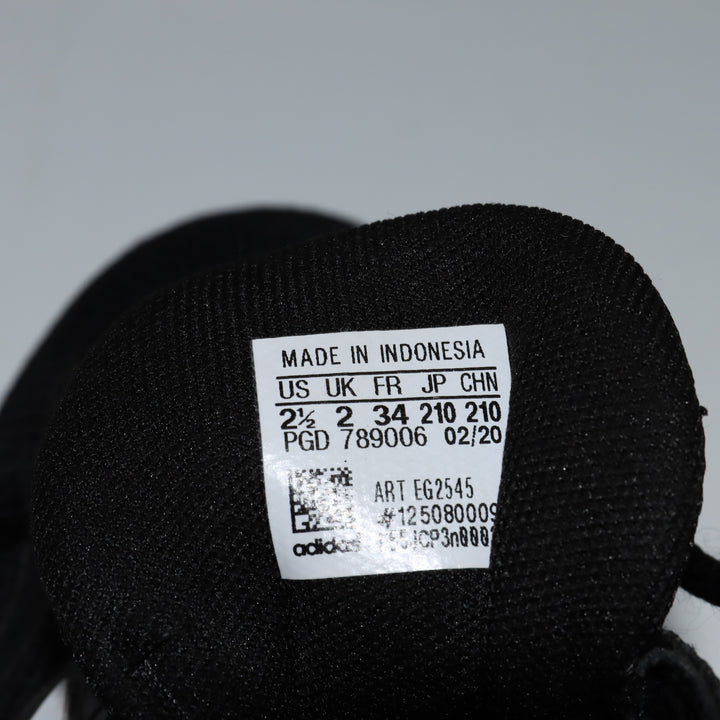 MADE IN INDONESIA
US UK FR JP CHN
2½ 2 34 210 210
PGD 789006 02/20
ART EG2545
#125080009
adidas